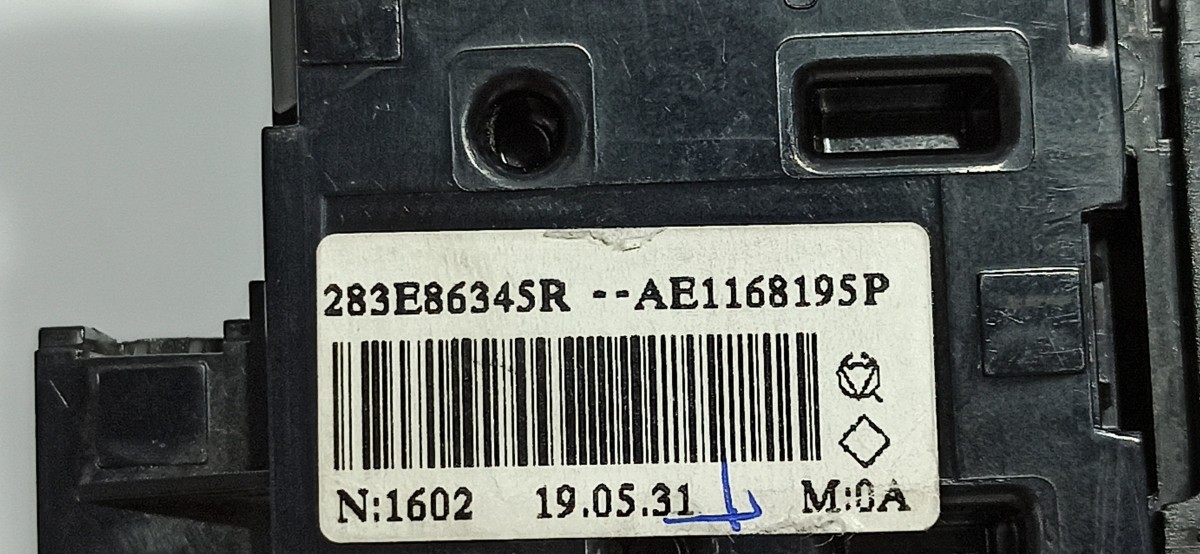 283E86345R --AE1168195P
N:1602 19.05.31 M:0A